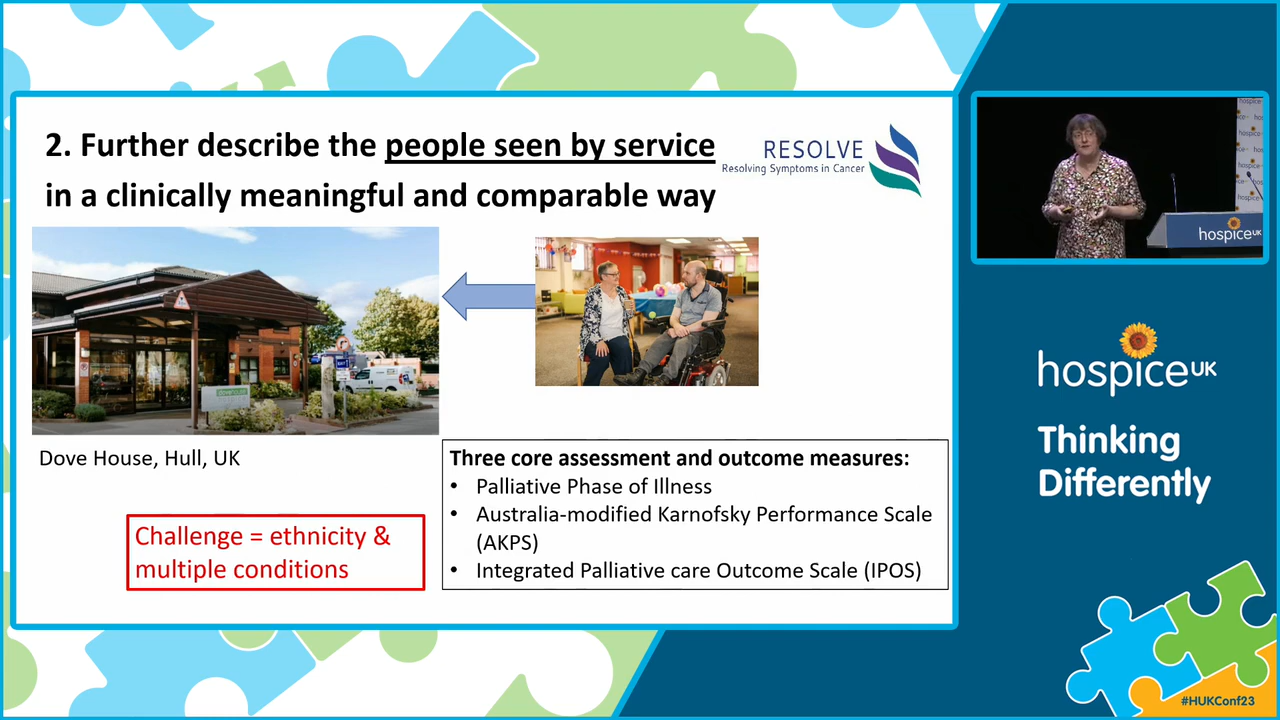 2. Further describe the people seen by service
in a clinically meaningful and comparable way
RESOLVE
Resolving Symptoms in Cancer
Dove House, Hull, UK
Challenge = ethnicity &
multiple conditions
Three core assessment and outcome measures:
• Palliative Phase of Illness
• Australia-modified Karnofsky Performance Scale
(AKPS)
• Integrated Palliative care Outcome Scale (IPOS)
hospice UK
hospice UK
Thinking
Differently
#HUKConf23